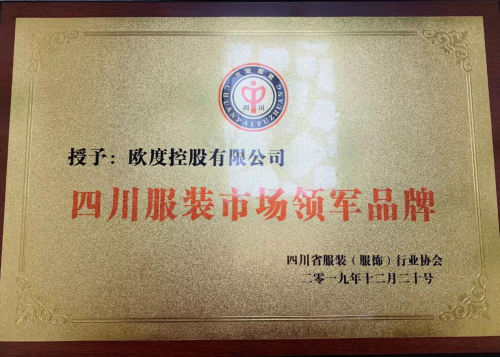 四川
授予：欧度控股有限公司
四川服装市场领军品牌
四川省服装（服饰）行业协会
二零一九年十二月二十号